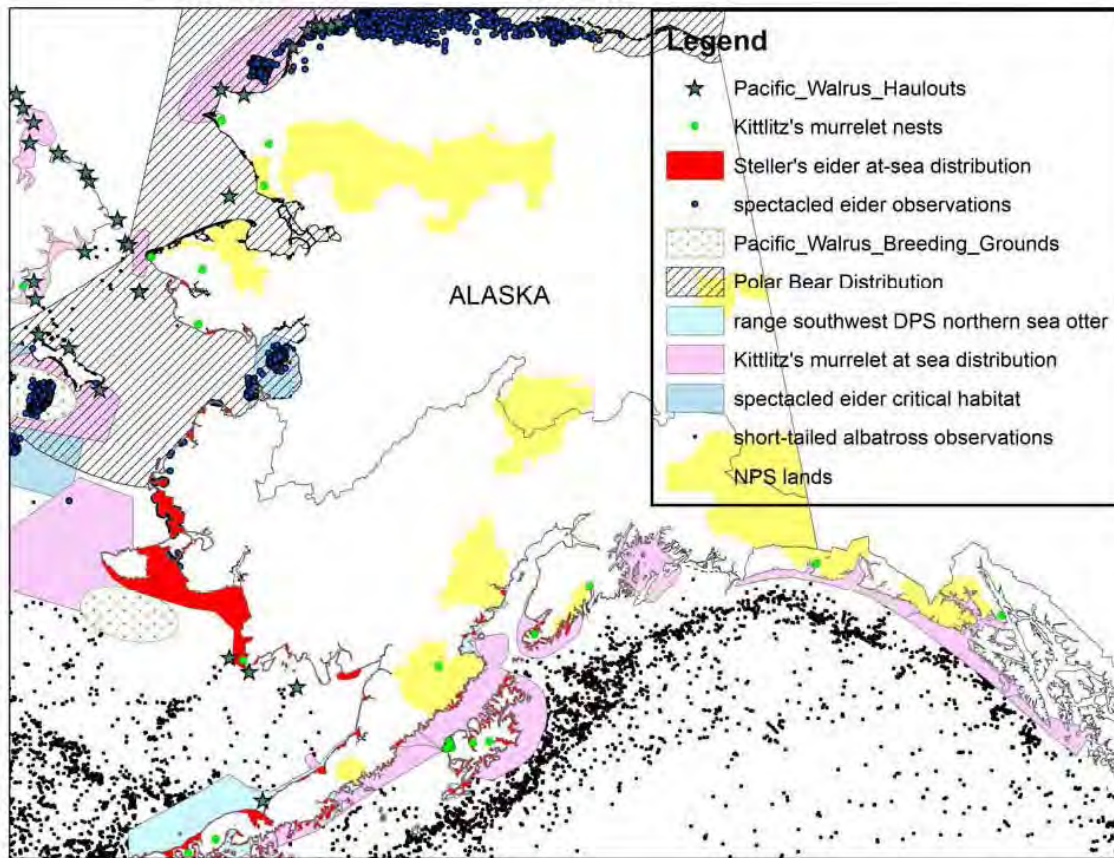 Legend
Pacific_Walrus_Haulouts
Kittlitz's murrelet nests
Steller's eider at-sea distribution
spectacled eider observations
Pacific_Walrus_Breeding_Grounds
Polar Bear Distribution
ALASKA
range southwest DPS northern sea otter
Kittlitz's murrelet at sea distribution
spectacled eider critical habitat
short-tailed albatross observations
NPS lands